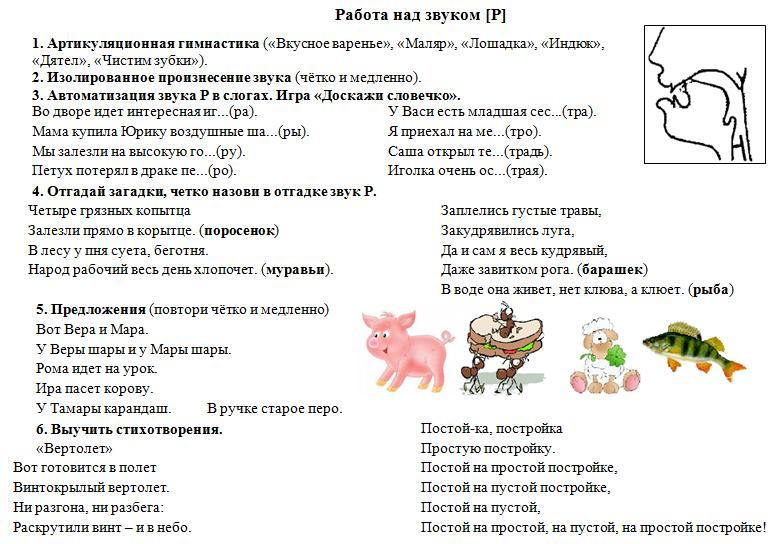 Работа над звуком [Р]
1. Артикуляционная гимнастика («Вкусное варенье», «Маляр», «Лошадка», «Индюк»,
«Дятел», «Чистим зубки»).
2. Изолированное произнесение звука (чётко и медленно).
3. Автоматизация звука Р в слогах. Игра «Доскажи словечко».
Во дворе идет интересная иг...(ра).
Мама купила Юрику воздушные ша...(ры).
Мы залезли на высокую го...(ру).
Петух потерял в драке пе...(ро).
У Васи есть младшая сес...(тра).
Я приехал на ме...(тро).
Саша открыл те...(традь).
Иголка очень ос...(трая).
4. Отгадай загадки, четко назови в отгадке звук Р.
Четыре грязных копытца
Залезли прямо в корытце. (поросенок)
В лесу у пня суета, беготня.
Народ рабочий весь день хлопочет. (муравьи).
Заплелись густые травы,
Закудрявились луга,
Да и сам я весь кудрявый,
Даже завитком рога. (барашек)
В воде она живет, нет клюва, а клюет. (рыба)
5. Предложения (повтори чётко и медленно)
Вот Вера и Мара.
У Веры шары и у Мары шары.
Рома идет на урок.
Ира пасет корову.
У Тамары карандаш. В ручке старое перо.
6. Выучить стихотворения.
«Вертолет»
Вот готовится в полет
Винтокрылый вертолет.
Ни разгона, ни разбега:
Раскрутили винт – и в небо.
Постой-ка, постройка
Простую постройку.
Постой на простой постройке,
Постой на пустой постройке,
Постой на пустой,
Постой на простой, на пустой, на простой постройке!